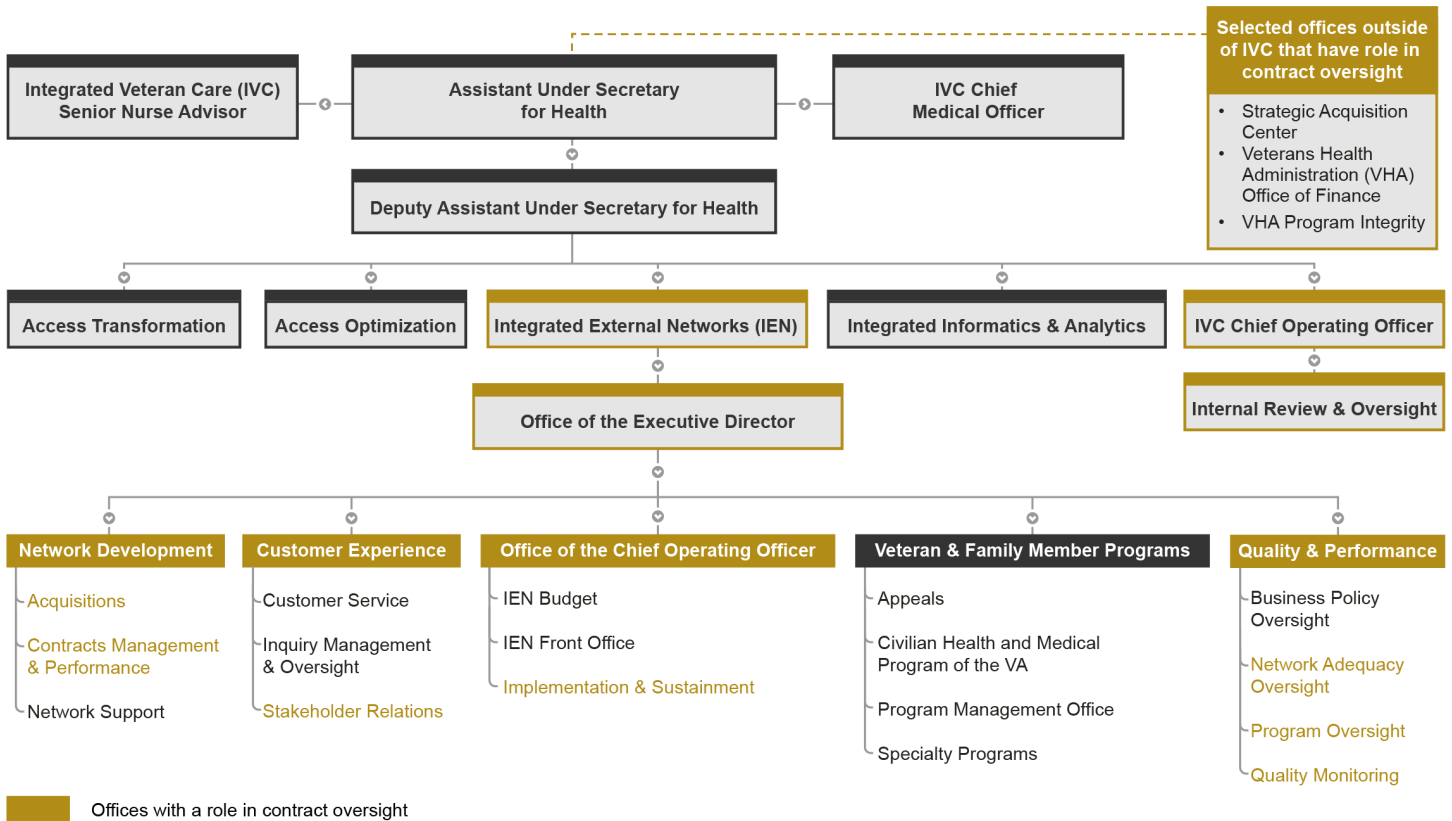 Selected offices outside
of IVC that have role in
contract oversight
• Strategic Acquisition
Center
• Veterans Health
Administration (VHA)
Office of Finance
• VHA Program Integrity
Integrated Veteran Care (IVC)
Senior Nurse Advisor
Assistant Under Secretary
for Health
IVC Chief
Medical Officer
Deputy Assistant Under Secretary for Health
Access Transformation
Access Optimization
Integrated External Networks (IEN)
Integrated Informatics & Analytics
IVC Chief Operating Officer
Internal Review & Oversight
Office of the Executive Director
Network Development
Acquisitions
Contracts Management
& Performance
Network Support
Customer Experience
Customer Service
Inquiry Management
& Oversight
Stakeholder Relations
Office of the Chief Operating Officer
IEN Budget
IEN Front Office
Implementation & Sustainment
Veteran & Family Member Programs
Appeals
Civilian Health and Medical
Program of the VA
Program Management Office
Specialty Programs
Quality & Performance
Business Policy
Oversight
Network Adequacy
Oversight
Program Oversight
Quality Monitoring
Offices with a role in contract oversight